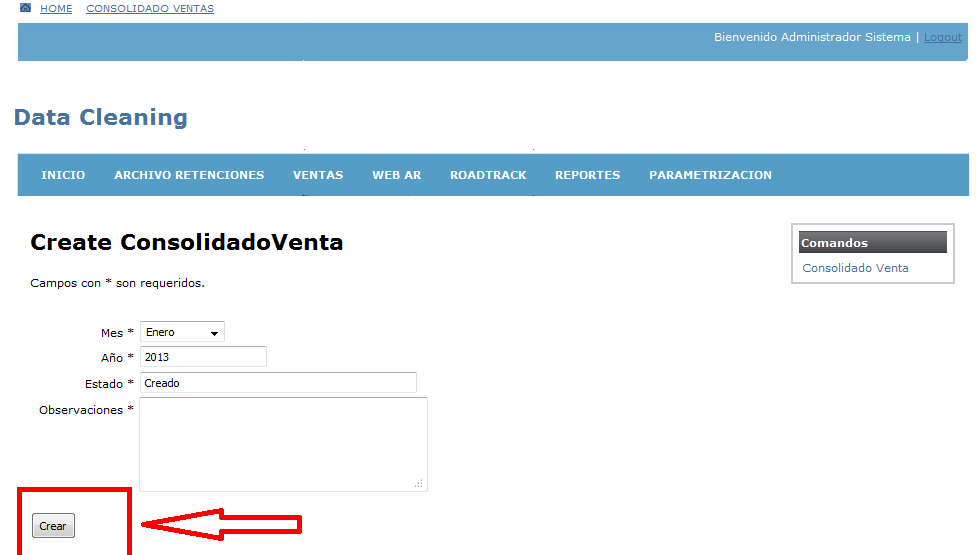 HOME CONSOLIDADO VENTAS
Bienvenido Administrador Sistema | Logout
Data Cleaning
INICIO ARCHIVO RETENCIONES VENTAS WEB AR ROADTRACK REPORTES PARAMETRIZACION
Create ConsolidadoVenta
Comandos
Consolidado Venta
Campos con * son requeridos.
Mes * Enero
Año * 2013
Estado * Creado
Observaciones *
Crear